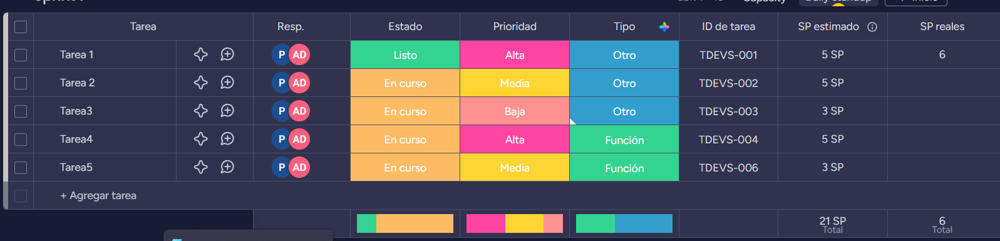 Capacity
Tarea Resp. Estado Prioridad Tipo ID de tarea SP estimado SP reales
Tarea 1 P AD Listo Alta Otro TDEVS-001 5 SP 6
Tarea 2 P AD En curso Media Otro TDEVS-002 5 SP
Tarea3 P AD En curso Baja Otro TDEVS-003 3 SP
Tarea4 P AD En curso Alta Función TDEVS-004 5 SP
Tarea5 P AD En curso Media Función TDEVS-006 3 SP
+ Agregar tarea
21 SP 6
Total Total